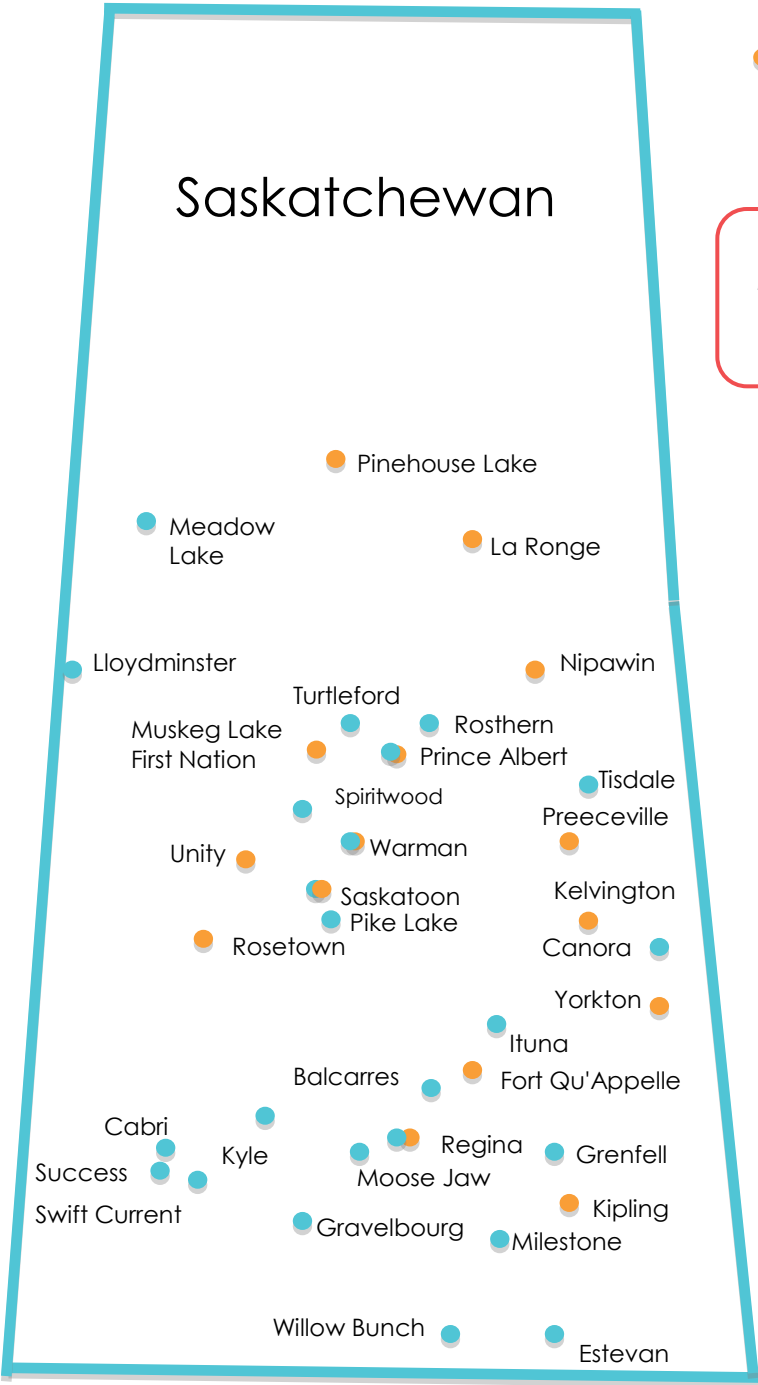 Saskatchewan
Pinehouse Lake
Meadow
Lake
La Ronge
Lloydminster
Nipawin
Turtleford
Muskeg Lake
First Nation
Rosthern
Prince Albert
Tisdale
Spiritwood
Preeceville
Unity
Warman
Kelvington
Saskatoon
Pike Lake
Rosetown
Canora
Yorkton
Ituna
Balcarres
Fort Qu'Appelle
Cabri
Kyle
Regina
Grenfell
Success
Moose Jaw
Swift Current
Kipling
Gravelbourg
Milestone
Willow Bunch
Estevan